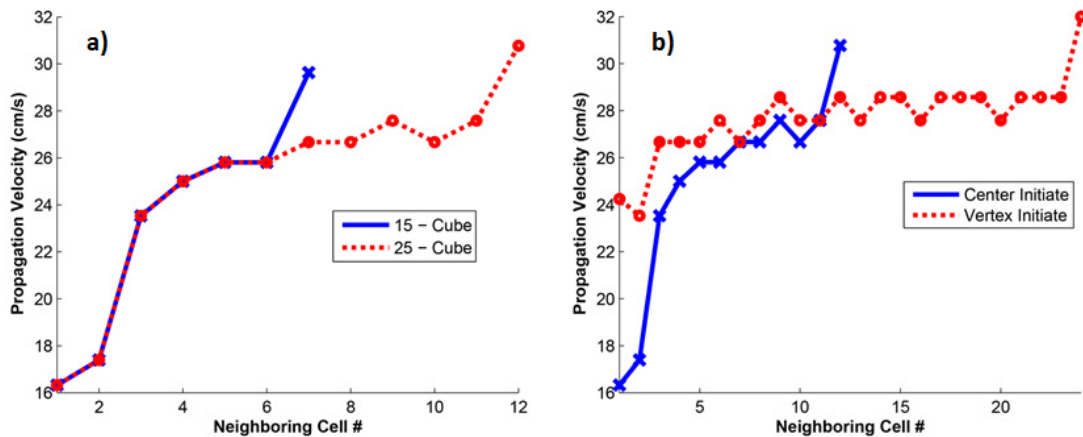 a)
Propagation Velocity (cm/s)
32
30
28
26
24
22
20
18
16
2 4 6 8 10 12
Neighboring Cell #
15 – Cube
25 – Cube
b)
Propagation Velocity (cm/s)
32
30
28
26
24
22
20
18
16
5 10 15 20
Neighboring Cell #
Center Initiate
Vertex Initiate